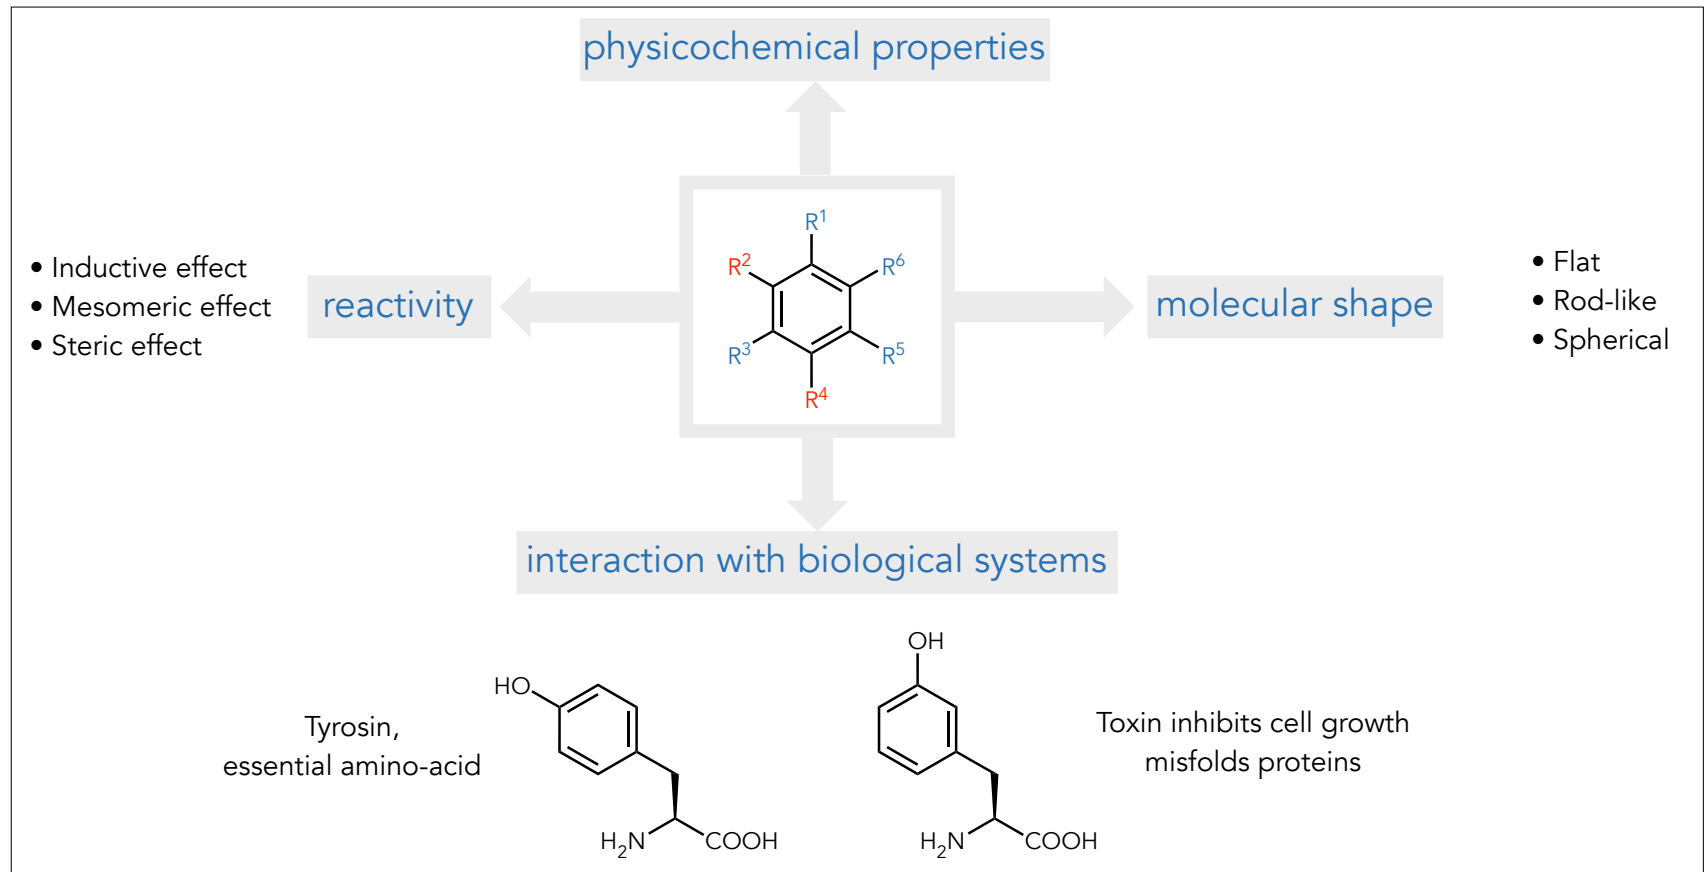 physicochemical properties
• Inductive effect
• Mesomeric effect
• Steric effect
reactivity
R¹
R²
R⁶
R³
R⁵
R⁴
molecular shape
• Flat
• Rod-like
• Spherical
interaction with biological systems
Tyrosin,
essential amino-acid
HO
H₂N
COOH
OH
H₂N
COOH
Toxin inhibits cell growth
misfolds proteins